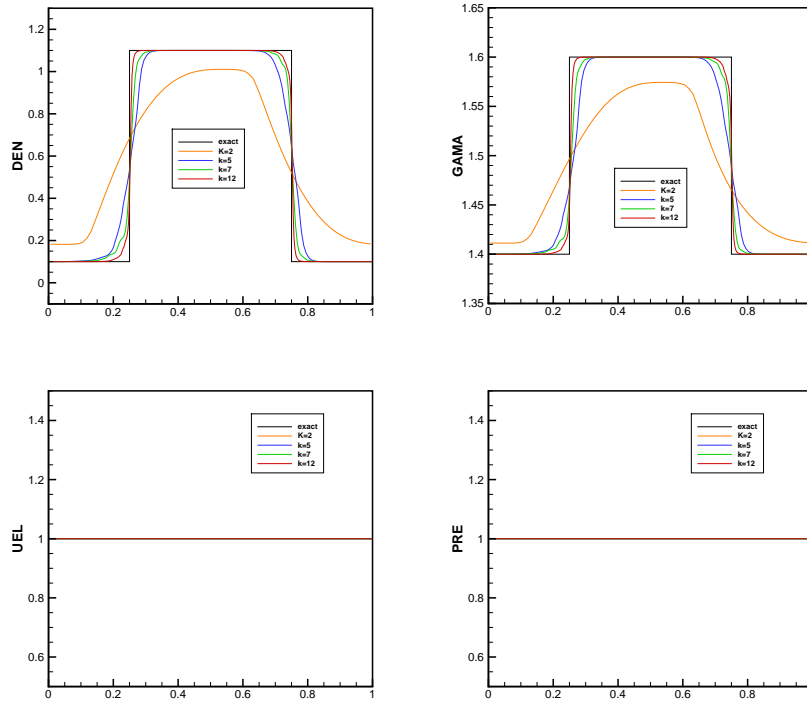 DEN
1.2
1
0.8
0.6
0.4
0.2
0
0 0.2 0.4 0.6 0.8 1
exact
K=2
k=5
k=7
k=12
GAMA
1.65
1.6
1.55
1.5
1.45
1.4
1.35
0 0.2 0.4 0.6 0.8
exact
K=2
k=5
k=7
k=12
UEL
1.4
1.2
1
0.8
0.6
0 0.2 0.4 0.6 0.8 1
exact
K=2
k=5
k=7
k=12
PRE
1.4
1.2
1
0.8
0.6
0 0.2 0.4 0.6 0.8
exact
K=2
k=5
k=7
k=12